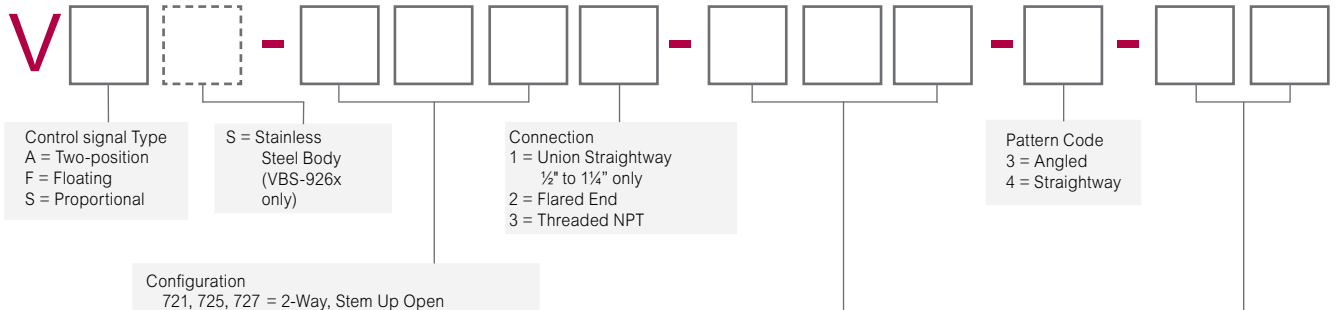 V - - - -
Control signal Type
A = Two-position
F = Floating
S = Proportional
S = Stainless
Steel Body
(VBS-926x
only)
Connection
1 = Union Straightway
½" to 1¼” only
2 = Flared End
3 = Threaded NPT
Pattern Code
3 = Angled
4 = Straightway
Configuration
721, 725, 727 = 2-Way, Stem Up Open